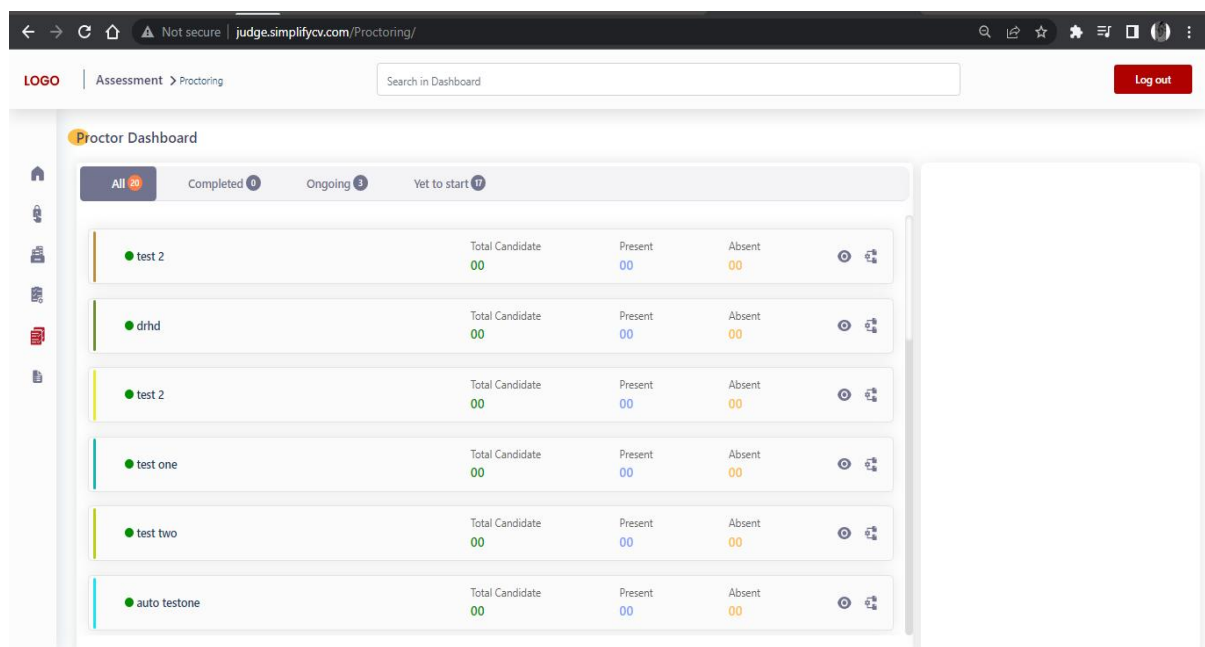 Not secure | judge.simplifycv.com/Proctoring/
LOGO | Assessment > Proctoring Search in Dashboard Log out
Proctor Dashboard
All 20 Completed 0 Ongoing 3 Yet to start 17
Total Candidate Present Absent
test 2
00 00 00
Total Candidate Present Absent
drhd
00 00 00
Total Candidate Present Absent
test 2
00 00 00
Total Candidate Present Absent
test one
00 00 00
Total Candidate Present Absent
test two
00 00 00
Total Candidate Present Absent
auto testone
00 00 00